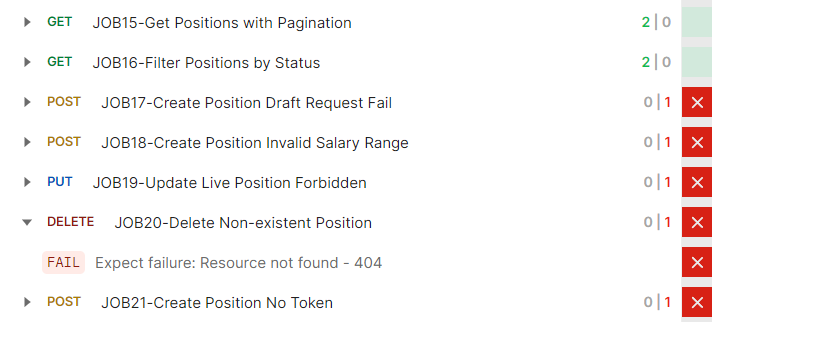 GET JOB15-Get Positions with Pagination 2|0
GET JOB16-Filter Positions by Status 2|0
POST JOB17-Create Position Draft Request Fail 0|1
POST JOB18-Create Position Invalid Salary Range 0|1
PUT JOB19-Update Live Position Forbidden 0|1
DELETE JOB20-Delete Non-existent Position 0|1
FAIL Expect failure: Resource not found - 404
POST JOB21-Create Position No Token 0|1